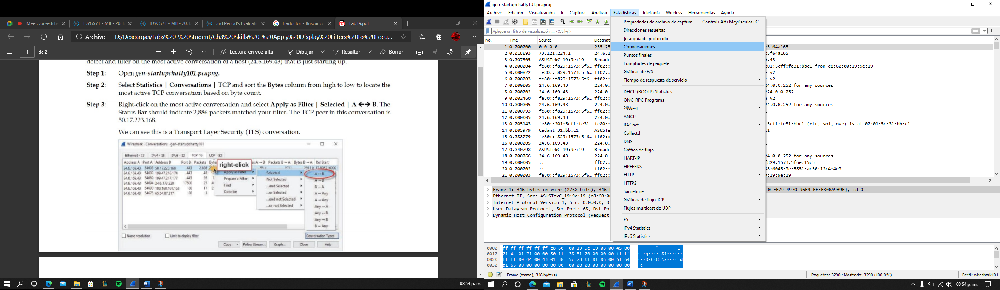 Meet: zxc-edcb
IDYGS71 - MII - 20:
IDYGS71 - MII - 20:
3rd Period's Evaluati
traductor - Buscar co
Lab19.pdf
Archivo
D:/Descargas/Labs%20-%20Student/Ch3%20Skills%20-%20Apply%20Display%20Filters%20to%20Focu...
1
de 2
Lectura en voz alta
Dibujar
Resaltar
Borrar
detect and filter on the most active conversation of a host (24.6.169.43) that is just starting up.
Step 1: Open gen-startupchatty101.pcapng.
Step 2: Select Statistics | Conversations | TCP and sort the Bytes column from high to low to locate the
most active TCP conversation based on byte count.
Step 3: Right-click on the most active conversation and select Apply as Filter | Selected | A ↔ B. The
Status Bar should indicate 2,886 packets matched your filter. The TCP peer in this conversation is
50.17.223.168.
We can see this is a Transport Layer Security (TLS) conversation.
Wireshark - Conversations - gen-startupchatty101
Ethernet · 13 IPv4 · 15 IPv6 · 12 TCP · 6 UDP · 52
Address A Port A Address B Port B Packets Bytes A → B Packets B → A Bytes B → A Rel Start
24.6.169.43 54693 50.17.223.168 443 2,886 58 k 1931 2913 k 17.806716000
24.6.169.43 54692 199.47.216.174 443 45
24.6.169.43 54689 199.47.217.177 443 26
24.6.169.43 54694 24.6.173.220 17500 27
24.6.169.43 54690 108.160.161.163 80 17
24.6.169.43 54675 65.54.87.217 80 3
right-click
Apply as Filter
Prepare a Filter
Find
Colorize
Selected
Not Selected
...and Selected
...or Selected
...and not Selected
...or not Selected
A ↔ B
A → B
B → A
A ↔ Any
A → Any
Any → A
Any ↔ B
Any → B
B → Any
Name resolution
Limit to display filter
Conversation Types
Copy
Follow Stream...
Graph...
Close
Help
08:54 p. m.
gen-startupchatty101.pcapng
Archivo Edición Visualización Ir Captura Analizar Estadísticas Telefonía Wireless Herramientas Ayuda
Aplique un filtro de visualización ... <Ctrl-/>
No. Time Source Destinati
1 0.000000 0.0.0.0 255.25 x5f64a165
2 0.018693 73.121.224.1 24.6.1 x5f64a165
3 0.007305 ASUSTekC_19:9e:19 Broadc 9.43
4 0.000004 fe80::f829:1573:5f6… ff02:: 201:5cff:fe31:bbc1 from c8:60:00:19:9e:19
5 0.000822 fe80::f829:1573:5f6… ff02:: e v2
6 0.000003 fe80::f829:1573:5f6… ff02:: e v2
7 0.000005 24.6.169.43 224.0. 24.0.0.252 for any sources
8 0.000002 24.6.169.43 224.0. 224.0.0.252
9 0.002460 fe80::f829:1573:5f6… ff02:: e v2
10 0.000005 24.6.169.43 224.0. 24.0.0.252 for any sources
11 0.000793 fe80::f829:1573:5f6… ff02::
12 0.000005 24.6.169.43 224.0.
13 0.005143 fe80::201:5cff:fe31… fe80:: 5cff:fe31:bbc1 (rtr, sol, ovr) is at 00:01:5c:31:bb:c1
14 0.005979 Cadant_31:bb:c1 ASUSTe c1
15 0.088279 fe80::f829:1573:5f6… ff02::
16 0.000005 24.6.169.43 224.0.
17 0.040798 ASUSTekC_19:9e:19 Broadc
18 0.000766 24.6.169.43 224.0. 24.0.0.252 for any sources
19 0.000005 :: ff02:: f829:1573:5f6e:15c5
20 0.000002 :: ff02:: 58:6045:9e:5851:ac50:12c4:4e9
21 0.000003 fe80::f829:1573:5f6… ff02:: 0:19:9e:19
Propiedades de archivo de captura Control+Alt+Mayúsculas+C
Direcciones resueltas
Jerarquía de protocolo
Conversaciones
Puntos finales
Longitudes de paquete
Gráficas de E/S
Tiempo de respuesta de servicio
DHCP (BOOTP) Statistics
ONC-RPC Programs
29West
ANCP
BACnet
Collectd
DNS
Gráfica de flujo
HART-IP
HPFEEDS
HTTP
HTTP2
Sametime
Gráficas de flujo TCP
Flujos multicast de UDP
F5
IPv4 Statistics
IPv6 Statistics
Frame 1: 346 bytes on wire (2768 bits), 346 b C0-FF79-4970-96E4-EEFF300A9B9F}, id 0
Ethernet II, Src: ASUSTekC_19:9e:19 (c8:60:00
Internet Protocol Version 4, Src: 0.0.0.0, Ds
User Datagram Protocol, Src Port: 68, Dst Por
Dynamic Host Configuration Protocol (Request)
0000 ff ff ff ff ff ff c8 60 00 19 9e 19 08 00 45 00 ·······` ······E·
0010 01 4c 01 71 00 00 80 11 38 31 00 00 00 00 ff ff ·L·q···· 81······
0020 ff ff 00 44 00 43 01 38 5c 78 01 01 06 00 5f 64 ···D·C·8 \x····_d
0030 a1 65 00 00 00 00 00 00 00 00 00 00 00 00 00 00 ·e······ ········
Frame (frame), 346 byte(s)
Paquetes: 3290 · Mostrado: 3290 (100.0%)
Perfil: wireshark101
08:54 p. m.